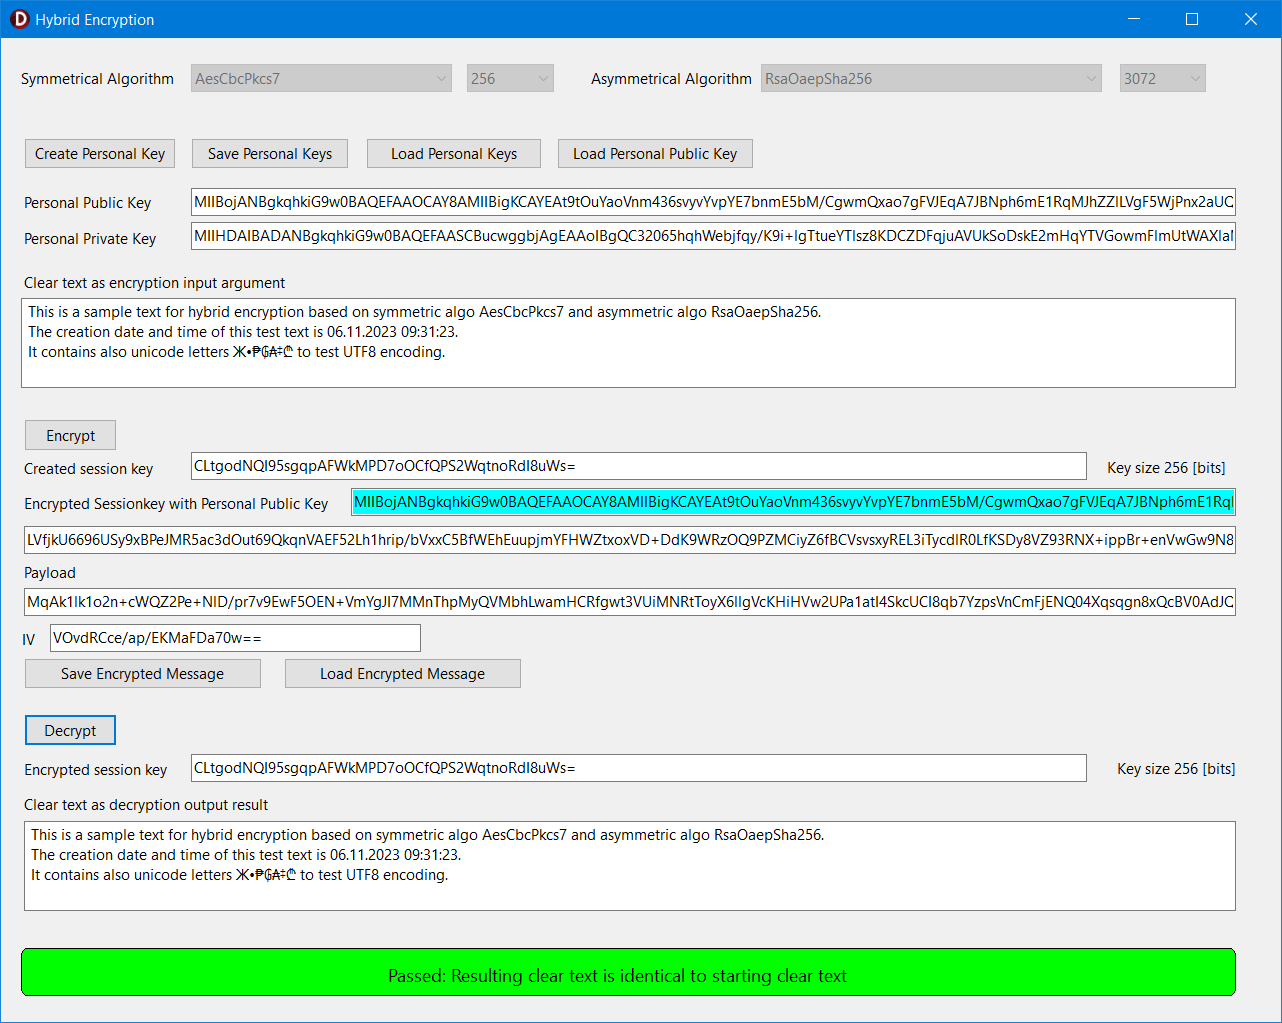 Hybrid Encryption
Symmetrical Algorithm AesCbcPkcs7 256 Asymmetrical Algorithm RsaOaepSha256 3072
Create Personal Key Save Personal Keys Load Personal Keys Load Personal Public Key
Personal Public Key MIIBojANBgkqhkiG9w0BAQEFAAOCAY8AMIIBigKCAYEAt9tOuYaoVnm436svyvYvpYE7bnmE5bM/CgwmQxao7gFVJEqA7JBNph6mE1RqMJhZZILVgF5WjPnx2aUC
Personal Private Key MIIHDAIBADANBgkqhkiG9w0BAQEFAASCBucwggbjAgEAAoIBgQC32065hqhWebjfqy/K9i+lgTtueYTlsz8KDCZDFqjuAVUkSoDskE2mHqYTVGowmFlmUtWAXlaI
Clear text as encryption input argument
This is a sample text for hybrid encryption based on symmetric algo AesCbcPkcs7 and asymmetric algo RsaOaepSha256.
The creation date and time of this test text is 06.11.2023 09:31:23.
It contains also unicode letters Ж•₱₲₳‡₾ to test UTF8 encoding.
Encrypt
Created session key CLtgodNQI95sgqpAFWkMPD7oOCfQPS2WqtnoRdI8uWs= Key size 256 [bits]
Encrypted Sessionkey with Personal Public Key MIIBojANBgkqhkiG9w0BAQEFAAOCAY8AMIIBigKCAYEAt9tOuYaoVnm436svyvYvpYE7bnmE5bM/CgwmQxao7gFVJEqA7JBNph6mE1Rql
LVfjkU6696USy9xBPeJMR5ac3dOut69QkqnVAEF52Lh1hrip/bVxxC5BfWEhEuupjmYFHWZtxoxVD+DdK9WRzOQ9PZMCiyZ6fBCVsvsxyREL3iTycdIR0LfKSDy8VZ93RNX+ippBr+enVwGw9N8
Payload
MqAk1Ik1o2n+cWQZ2Pe+NID/pr7v9EwF5OEN+VmYgJI7MMnThpMyQVMbhLwamHCRfgwt3VUiMNRtToyX6lIgVcKHiHVw2UPa1atI4SkcUCI8qb7YzpsVnCmFjENQ04Xqsqgn8xQcBV0AdJQ
IV VOvdRCce/ap/EKMaFDa70w==
Save Encrypted Message Load Encrypted Message
Decrypt
Encrypted session key CLtgodNQI95sgqpAFWkMPD7oOCfQPS2WqtnoRdI8uWs= Key size 256 [bits]
Clear text as decryption output result
This is a sample text for hybrid encryption based on symmetric algo AesCbcPkcs7 and asymmetric algo RsaOaepSha256.
The creation date and time of this test text is 06.11.2023 09:31:23.
It contains also unicode letters Ж•₱₲₳‡₾ to test UTF8 encoding.
Passed: Resulting clear text is identical to starting clear text